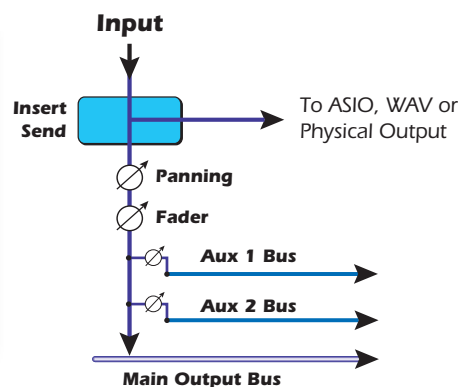 Input
Insert
Send
To ASIO, WAV or
Physical Output
Panning
Fader
Aux 1 Bus
Aux 2 Bus
Main Output Bus